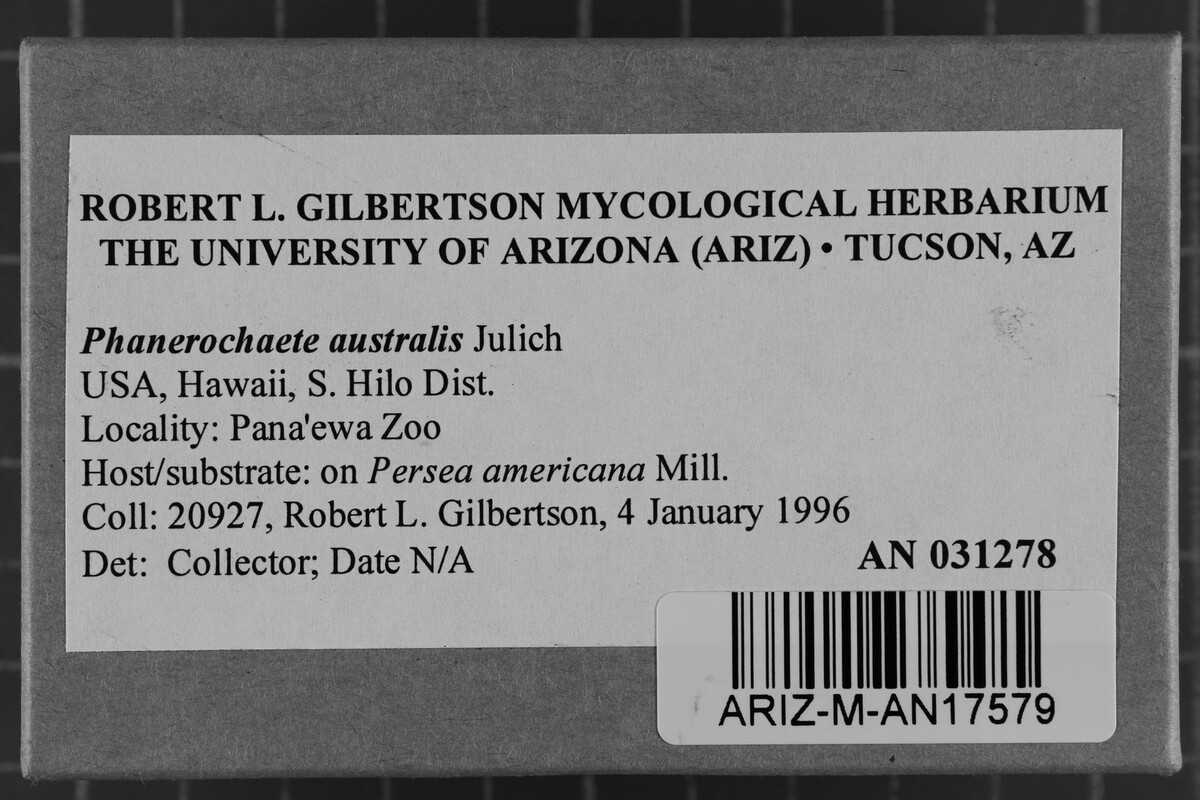 ROBERT L. GILBERTSON MYCOLOGICAL HERBARIUM
THE UNIVERSITY OF ARIZONA (ARIZ) • TUCSON, AZ
Phanerochaete australis Julich
USA, Hawaii, S. Hilo Dist.
Locality: Pana'ewa Zoo
Host/substrate: on Persea americana Mill.
Coll: 20927, Robert L. Gilbertson, 4 January 1996
Det: Collector; Date N/A
AN 031278
ARIZ-M-AN17579